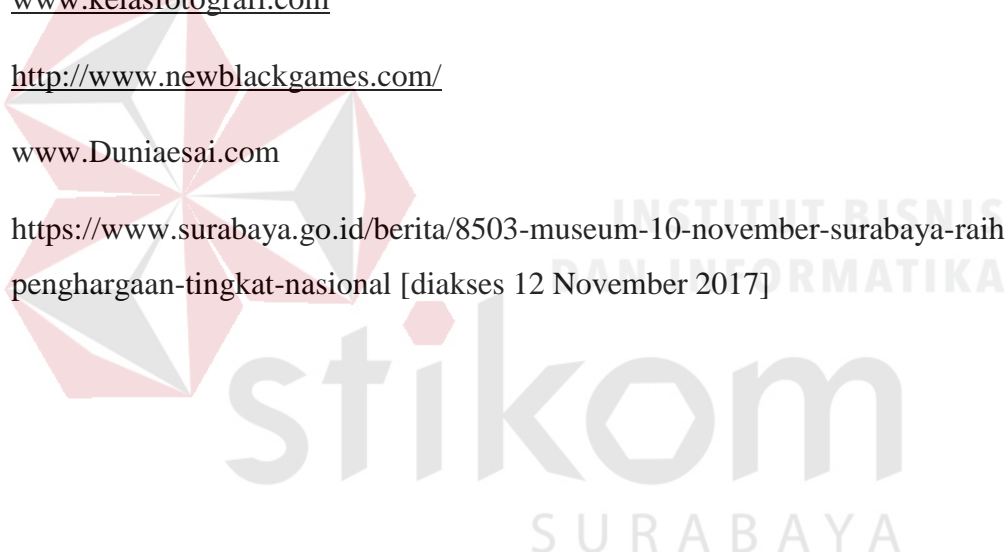 www.kelasfotografi.com
http://www.newblackgames.com/
www.Duniaesai.com
https://www.surabaya.go.id/berita/8503-museum-10-november-surabaya-raih
penghargaan-tingkat-nasional [diakses 12 November 2017]
INSTITUT BISNIS
DAN INFORMATIKA
stikom
SURABAYA